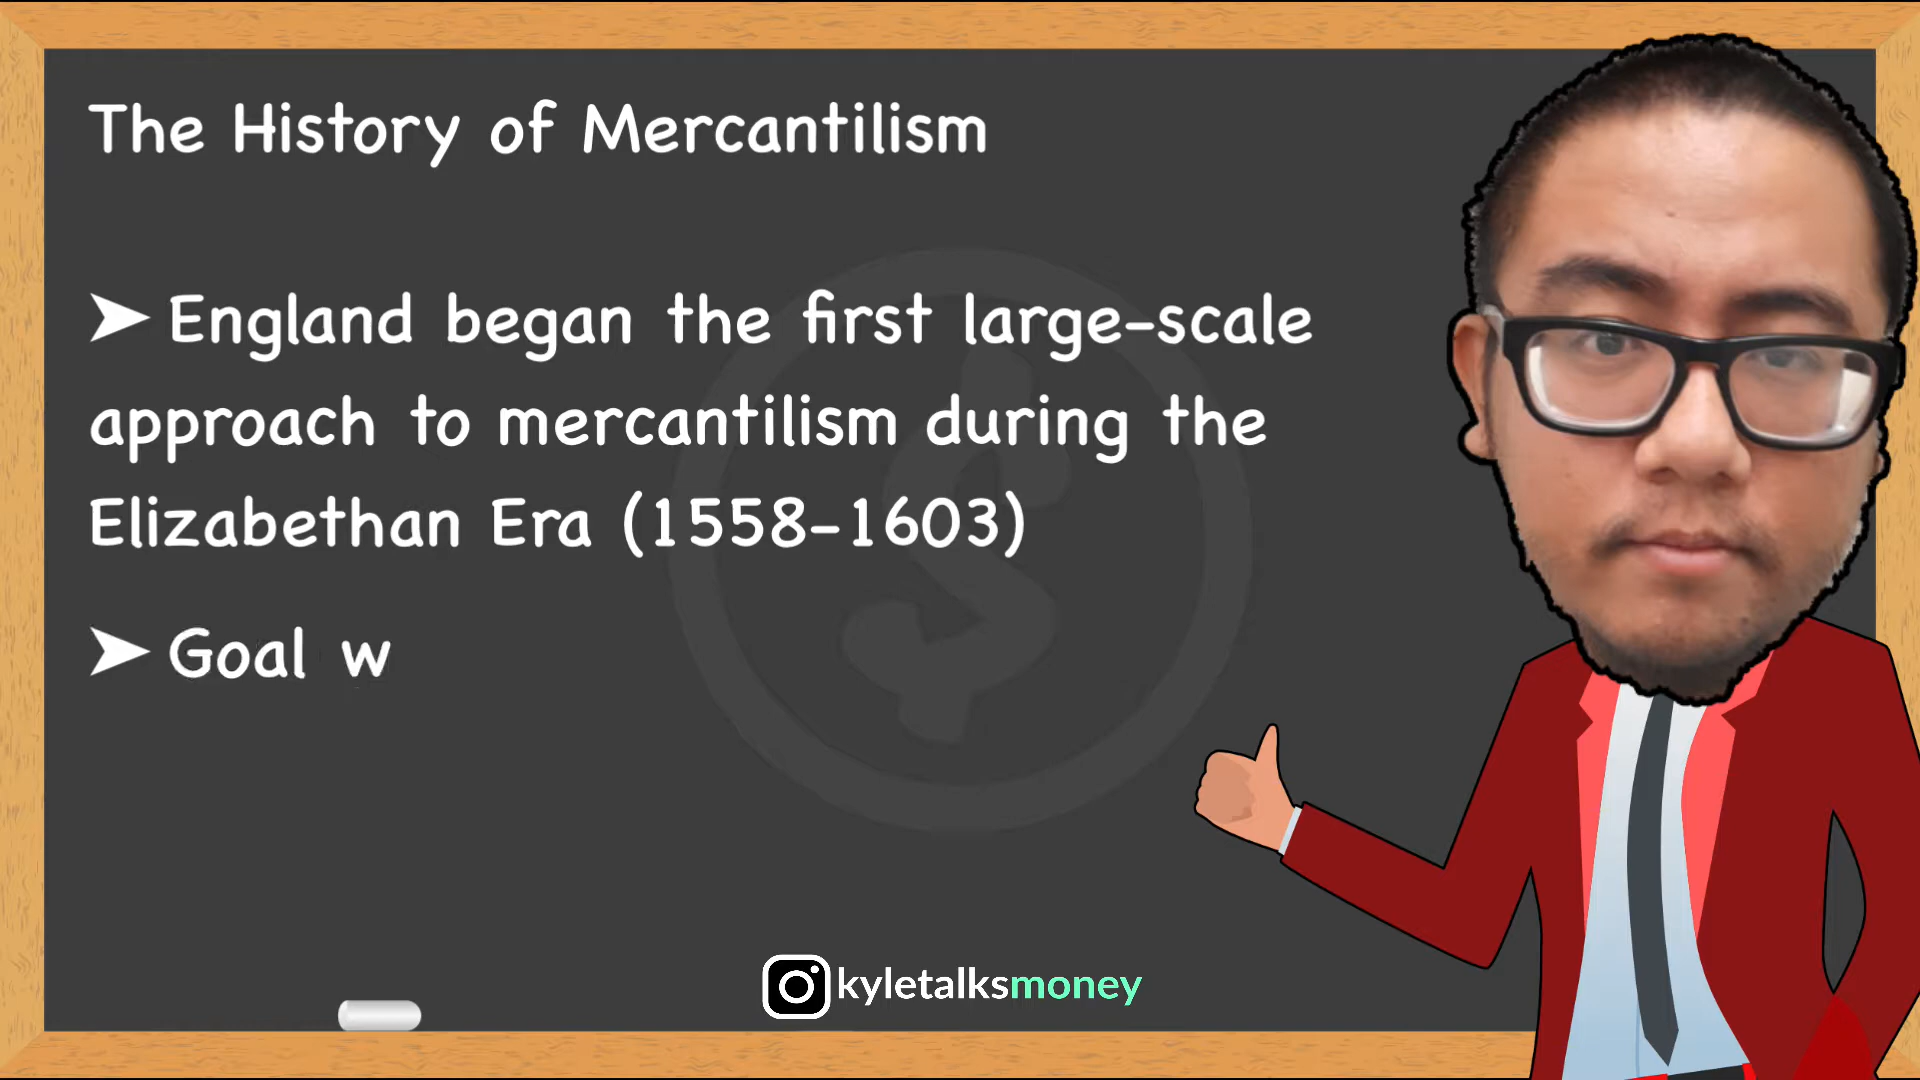 The History of Mercantilism
➤ England began the first large-scale
approach to mercantilism during the
Elizabethan Era (1558-1603)
➤ Goal w
kyletalksmoney